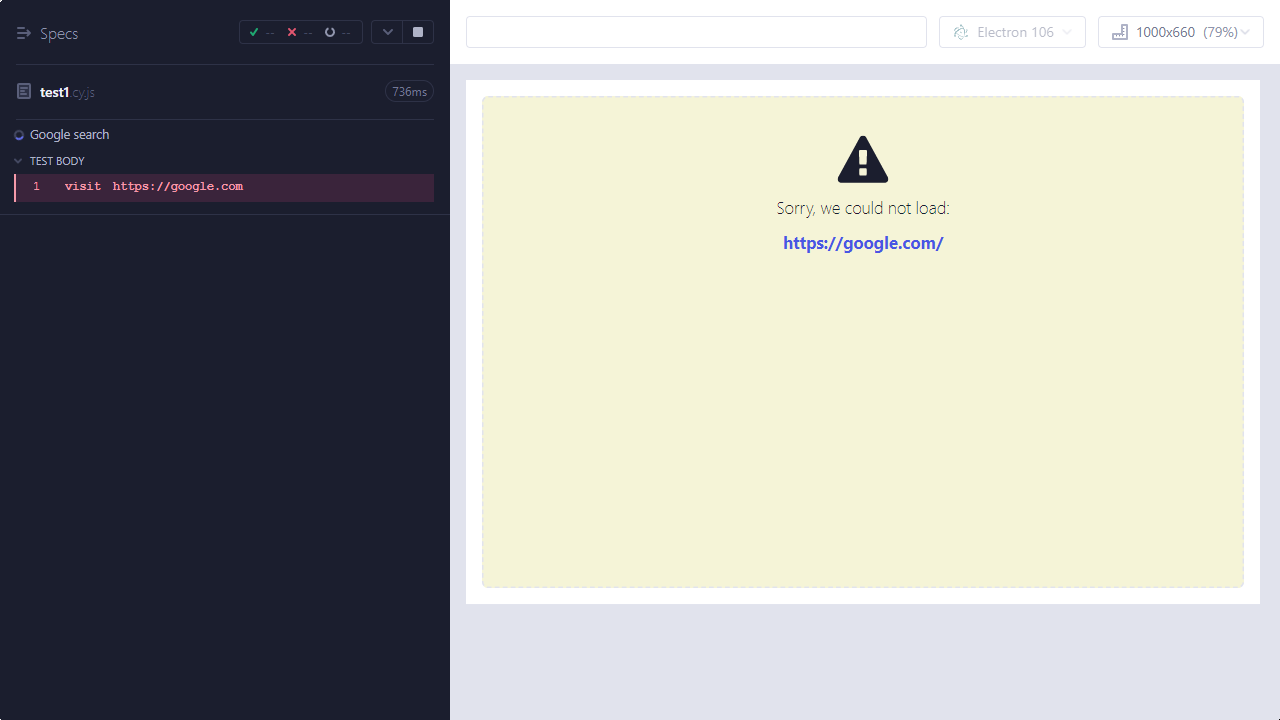 Specs
-- -- --
test1.cy.js
736ms
Google search
TEST BODY
1 visit https://google.com
Electron 106
1000x660 (79%)
Sorry, we could not load:
https://google.com/